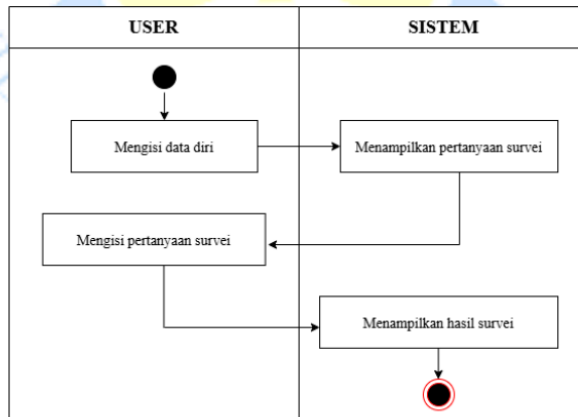 USER
SISTEM
Mengisi data diri
Menampilkan pertanyaan survei
Mengisi pertanyaan survei
Menampilkan hasil survei